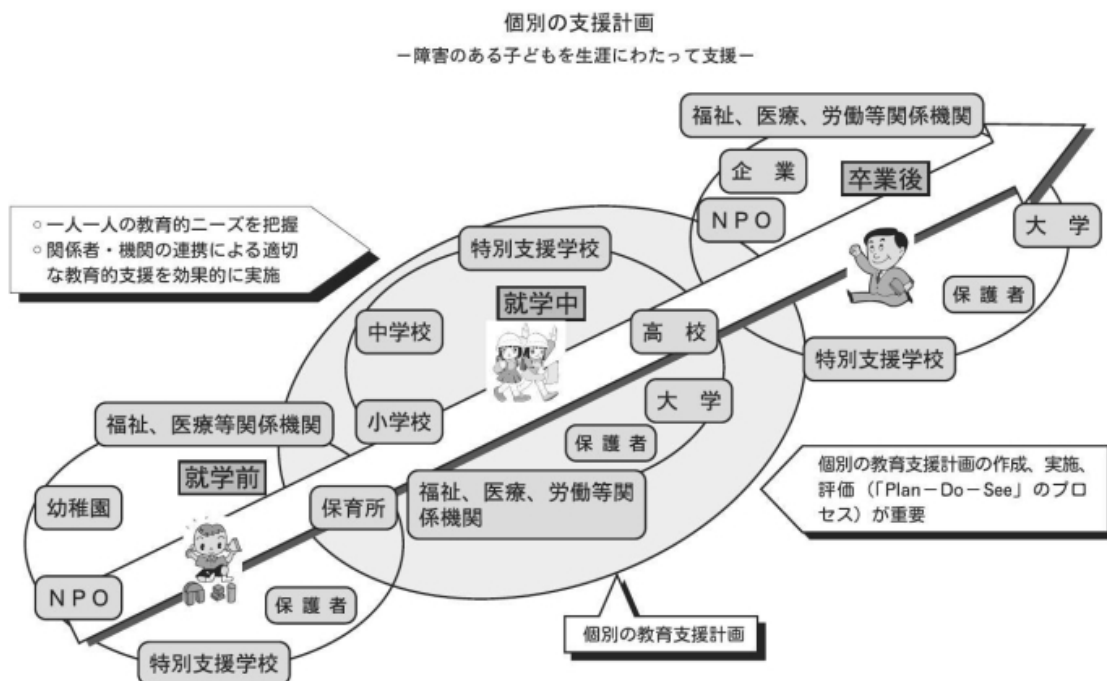 個別の支援計画
－障害のある子どもを生涯にわたって支援－
福祉、医療、労働等関係機関
企　業
卒業後
NPO
大　学
保 護 者
特別支援学校
○ 一人一人の教育的ニーズを把握
○ 関係者・機関の連携による適切
な教育的支援を効果的に実施
特別支援学校
就学中
中学校
高　校
小学校
大　学
保 護 者
福祉、医療、労働等関
係機関
福祉、医療等関係機関
就学前
幼稚園
保育所
NPO
保 護 者
特別支援学校
個別の教育支援計画の作成、実施、
評価（「Plan－Do－See」のプロ
セス）が重要
個別の教育支援計画